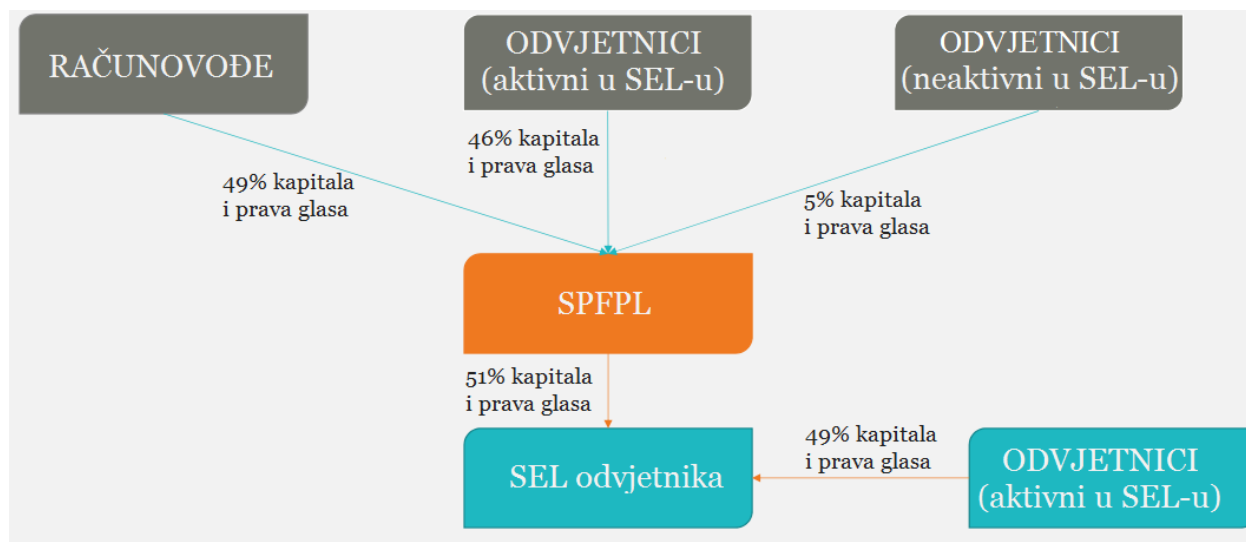 RAČUNOVOĐE
ODVJETNICI
(aktivni u SEL-u)
ODVJETNICI
(neaktivni u SEL-u)
49% kapitala
i prava glasa
46% kapitala
i prava glasa
5% kapitala
i prava glasa
SPFPL
51% kapitala
i prava glasa
SEL odvjetnika
49% kapitala
i prava glasa
ODVJETNICI
(aktivni u SEL-u)